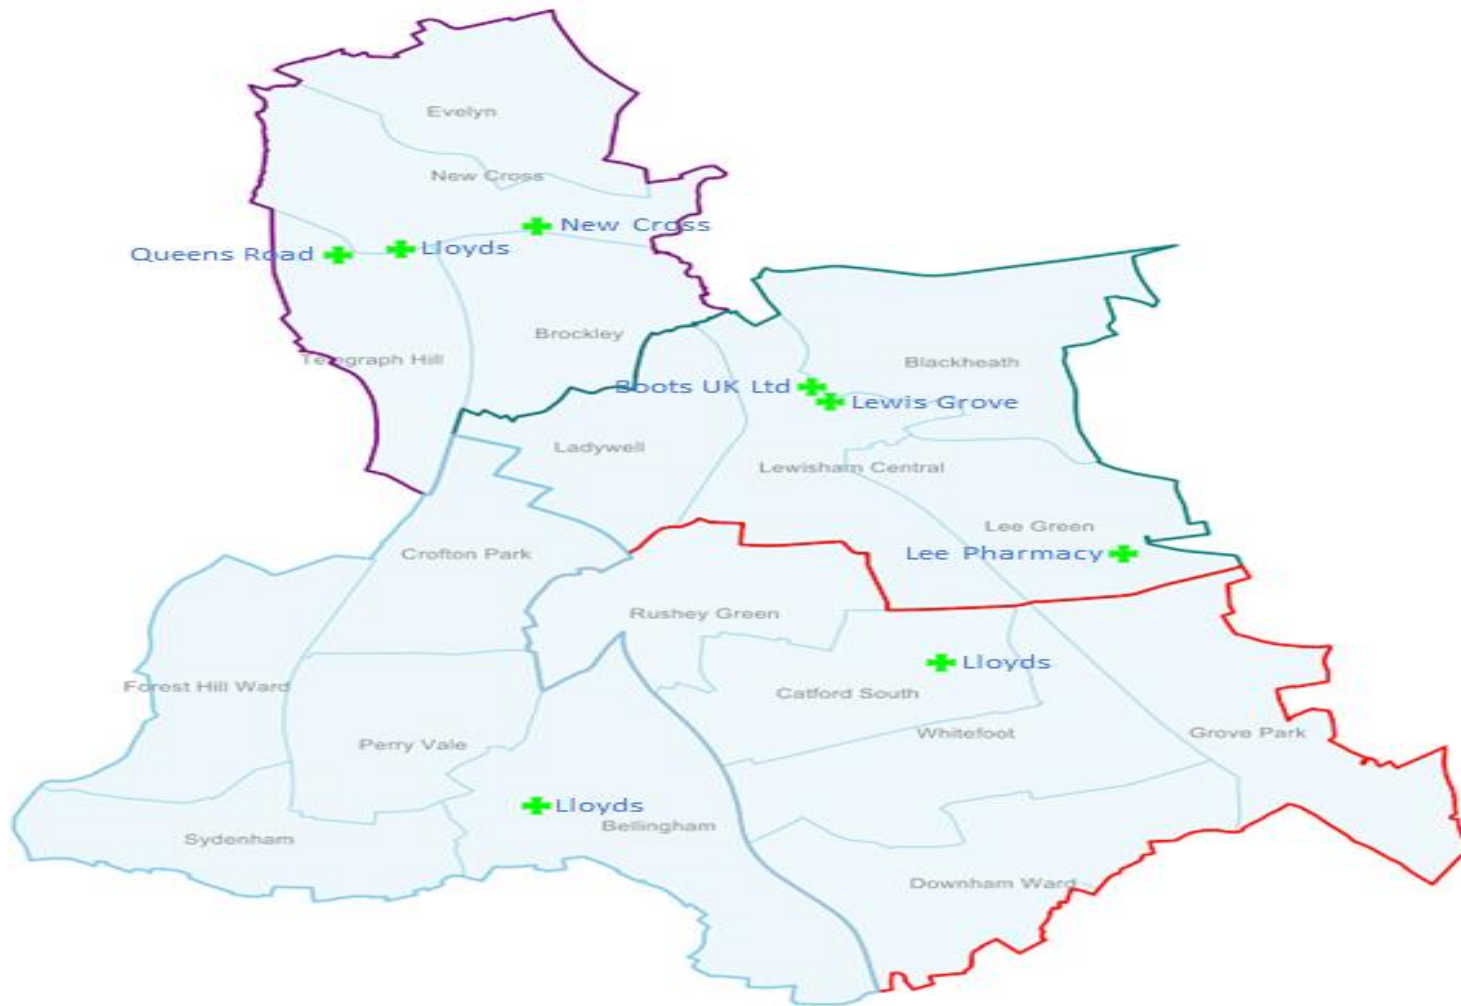 Evelyn
New Cross
New Cross
Queens Road
Lloyds
Brockley
Telegraph Hill
Blackheath
Boots UK Ltd
Lewis Grove
Ladywell
Lewisham Central
Lee Green
Crofton Park
Lee Pharmacy
Rushey Green
Lloyds
Forest Hill Ward
Catford South
Whitefoot
Grove Park
Perry Vale
Lloyds
Bellingham
Sydenham
Downham Ward